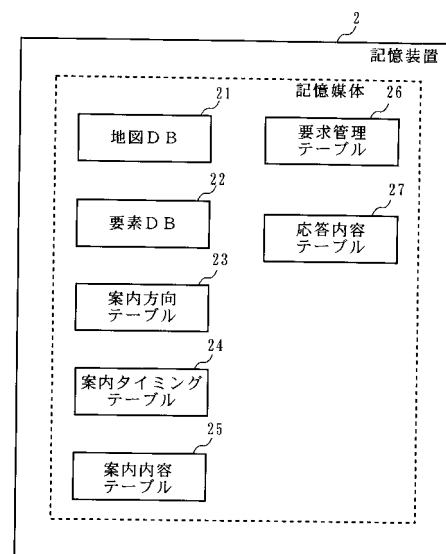 2
記憶装置
記憶媒体
21
地図DB
22
要素DB
23
案内方向
テーブル
24
案内タイミング
テーブル
25
案内内容
テーブル
26
要求管理
テーブル
27
応答内容
テーブル